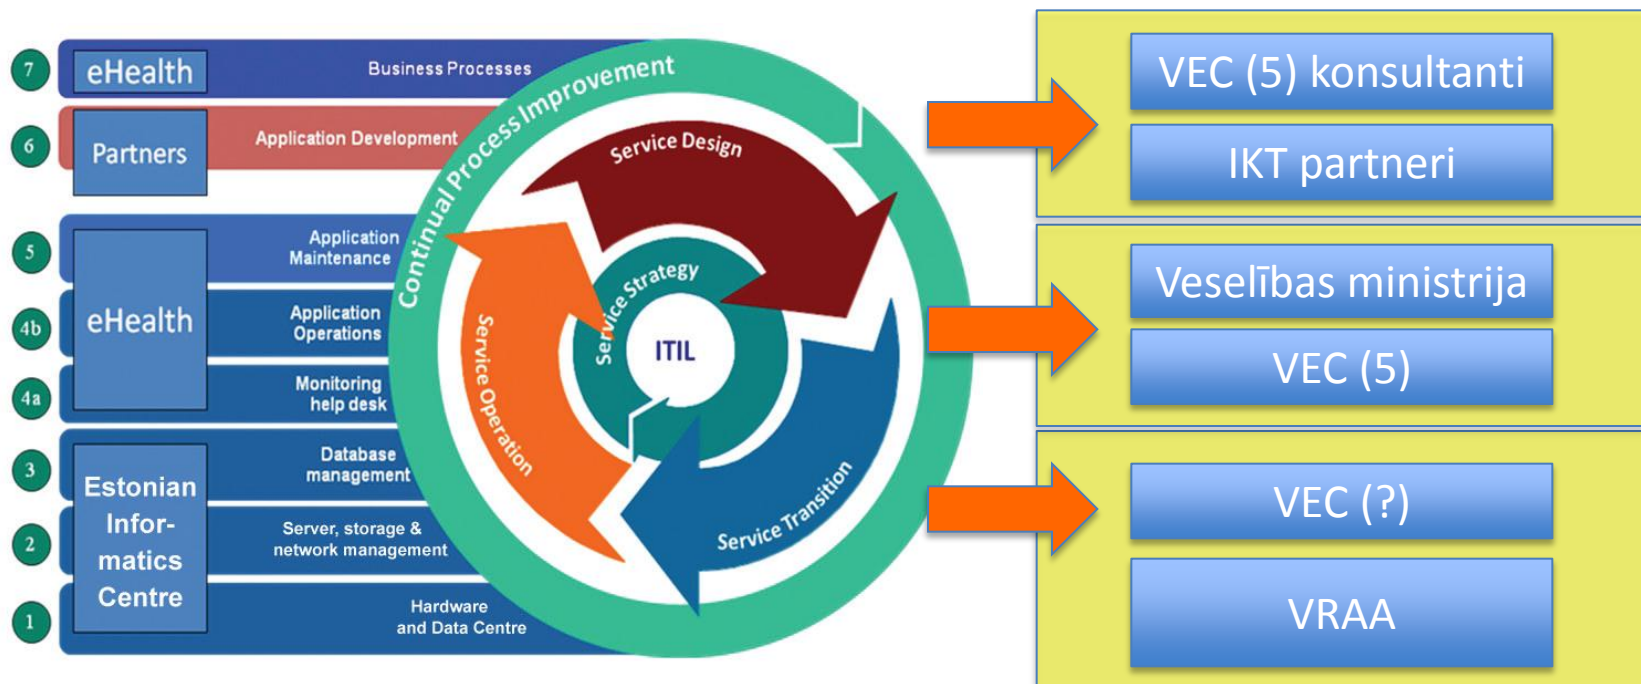 7
eHealth
Business Processes
6
Partners
Application Development
5
Application
Maintenance
eHealth
4b
Application
Operations
4a
Monitoring
help desk
3
Database
management
Estonian
Infor-
matics
Centre
2
Server, storage &
network management
1
Hardware
and Data Centre
Continual Process Improvement
Service Design
Service Strategy
ITIL
Service Operation
Service Transition
VEC (5) konsultanti
IKT partneri
Veselības ministrija
VEC (5)
VEC (?)
VRAA